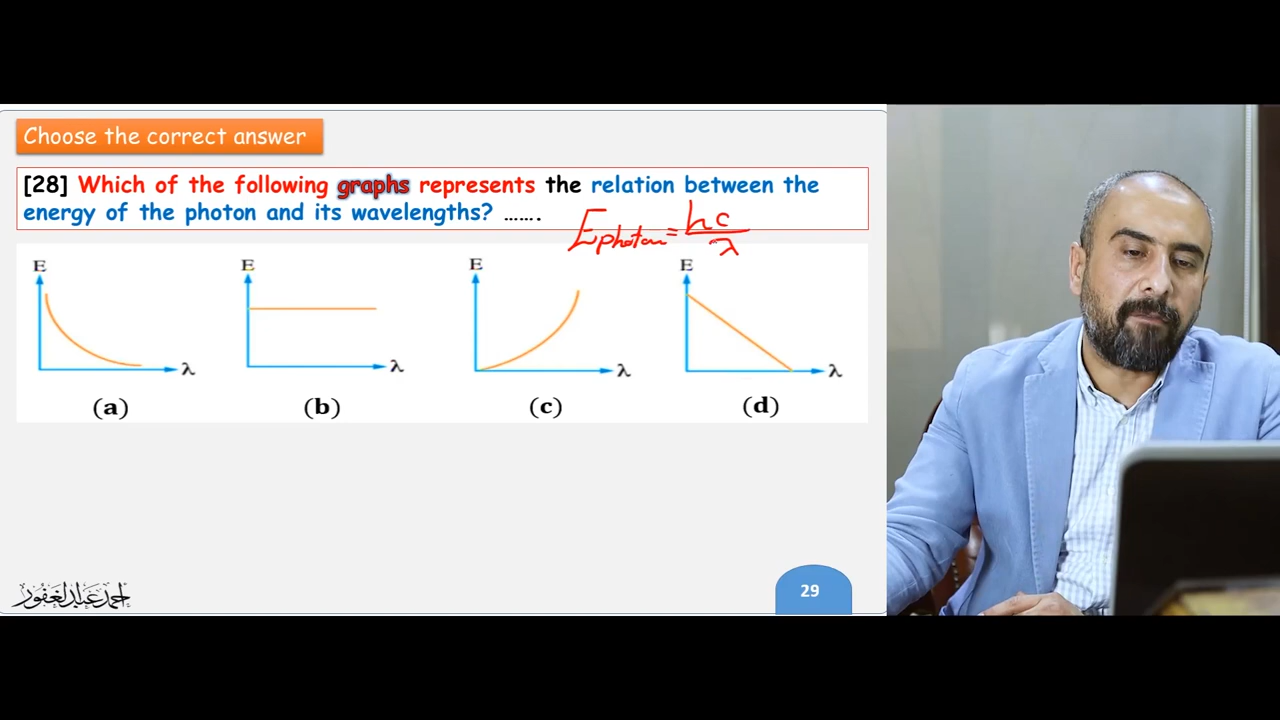 Choose the correct answer
[28] Which of the following graphs represents the relation between the
energy of the photon and its wavelengths? …….
Ephoton = hc/λ
E λ (a)
E λ (b)
E λ (c)
E λ (d)
احمد عبد الغفور
29